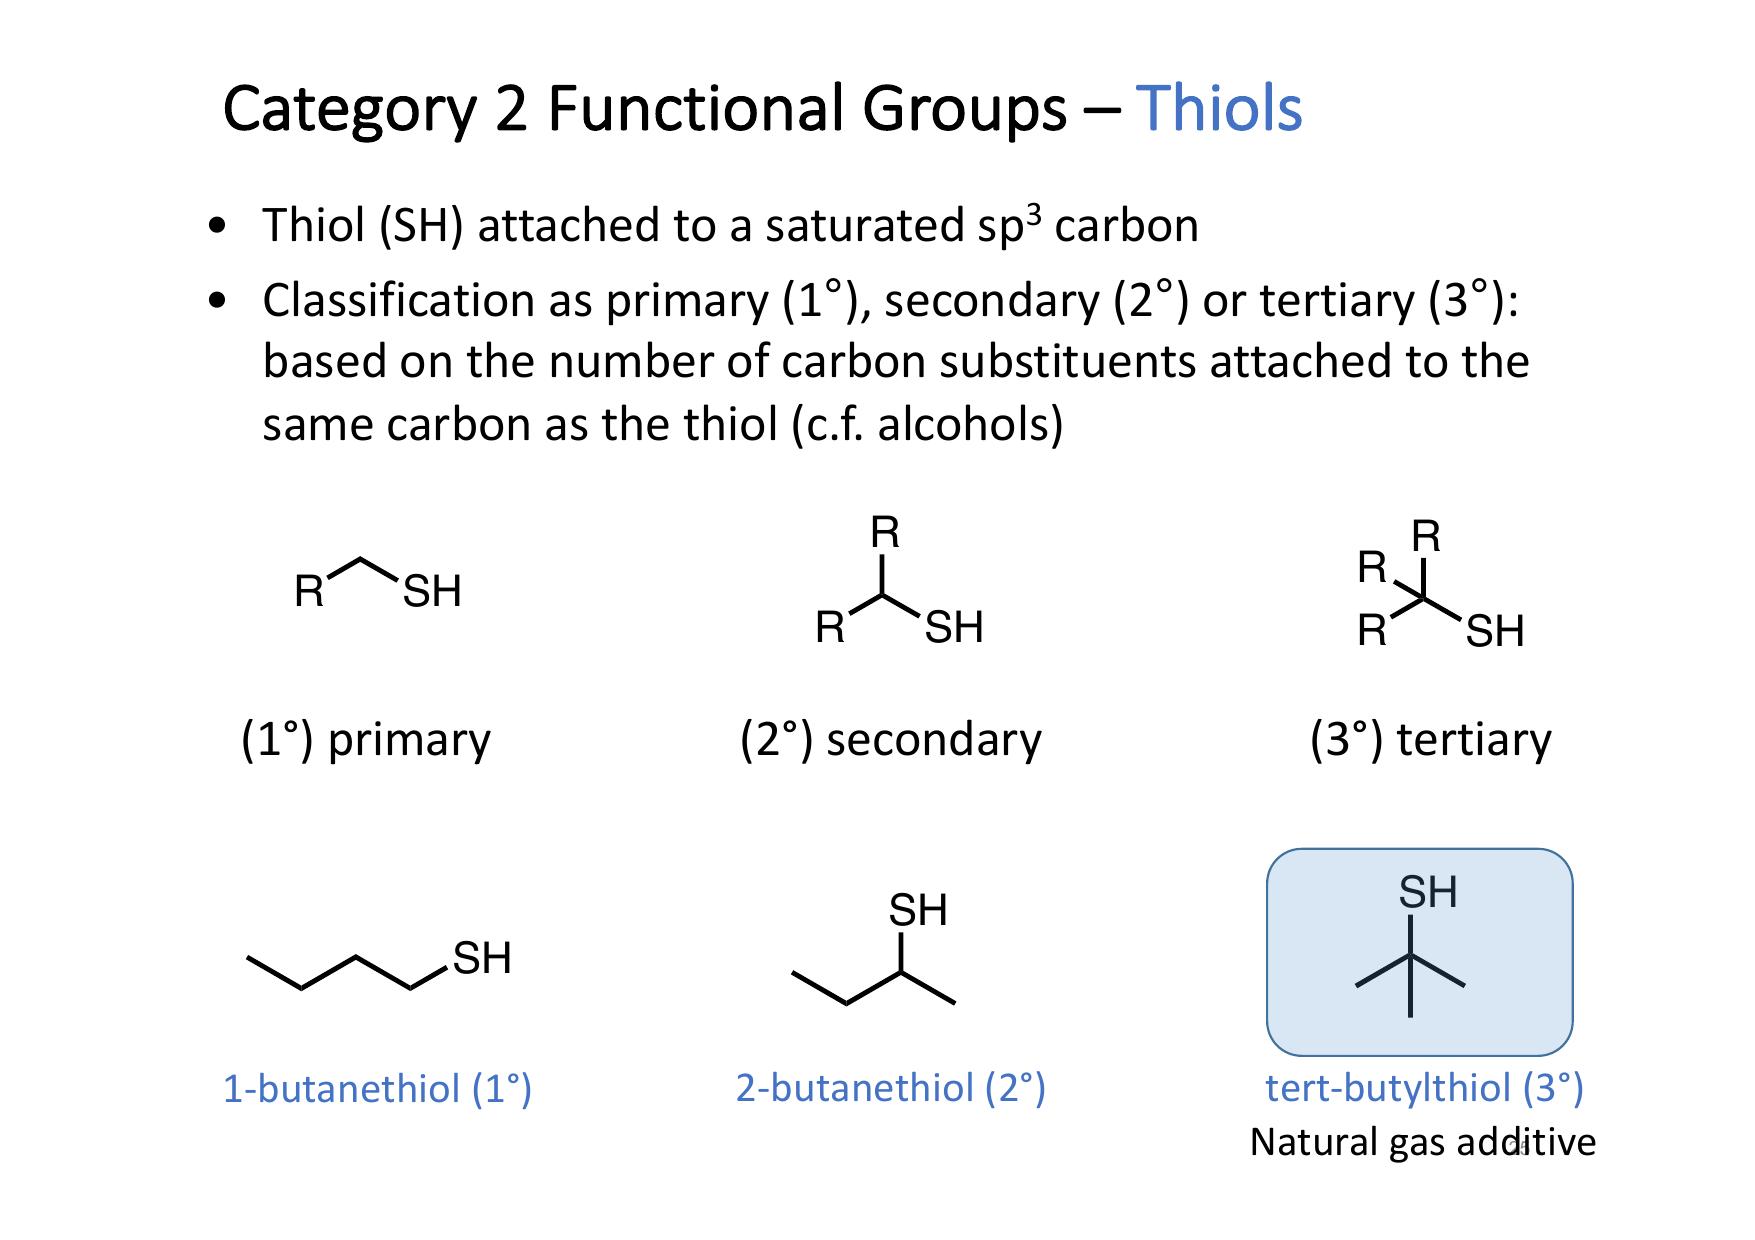 Category 2 Functional Groups – Thiols
• Thiol (SH) attached to a saturated sp³ carbon
• Classification as primary (1°), secondary (2°) or tertiary (3°):
based on the number of carbon substituents attached to the
same carbon as the thiol (c.f. alcohols)
R SH
R
R SH
R
R
R SH
(1°) primary
(2°) secondary
(3°) tertiary
SH
SH
SH
1-butanethiol (1°)
2-butanethiol (2°)
tert-butylthiol (3°)
Natural gas additive